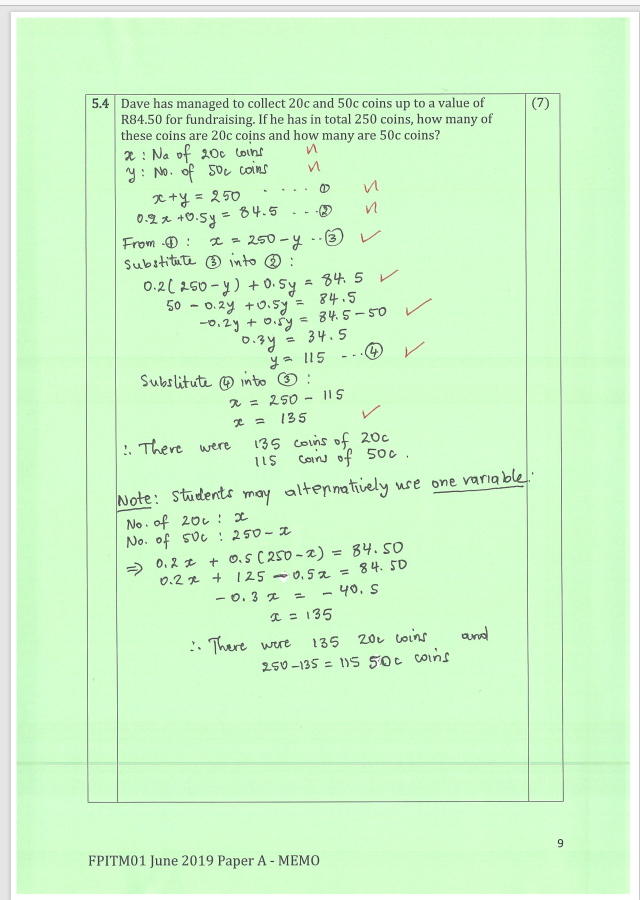 5.4 Dave has managed to collect 20c and 50c coins up to a value of (7)
R84.50 for fundraising. If he has in total 250 coins, how many of
these coins are 20c coins and how many are 50c coins?
x : No of 20c coins
y : No. of 50c coins
x + y = 250 .... ①
0.2x + 0.5y = 84.5 ...②
From ① : x = 250 - y ..③
Substitute ③ into ② :
0.2(250 - y) + 0.5y = 84.5
50 - 0.2y + 0.5y = 84.5
-0.2y + 0.5y = 84.5 - 50
0.3y = 34.5
y = 115 ...④
Substitute ④ into ③ :
x = 250 - 115
x = 135
∴ There were 135 coins of 20c
115 coins of 50c.
Note: Students may alternatively use one variable.
No. of 20c : x
No. of 50c : 250 - x
⇒ 0.2x + 0.5(250 - x) = 84.50
0.2x + 125 - 0.5x = 84.50
-0.3x = -40.5
x = 135
∴ There were 135 20c coins and
250 - 135 = 115 50c coins
9
FPITM01 June 2019 Paper A - MEMO